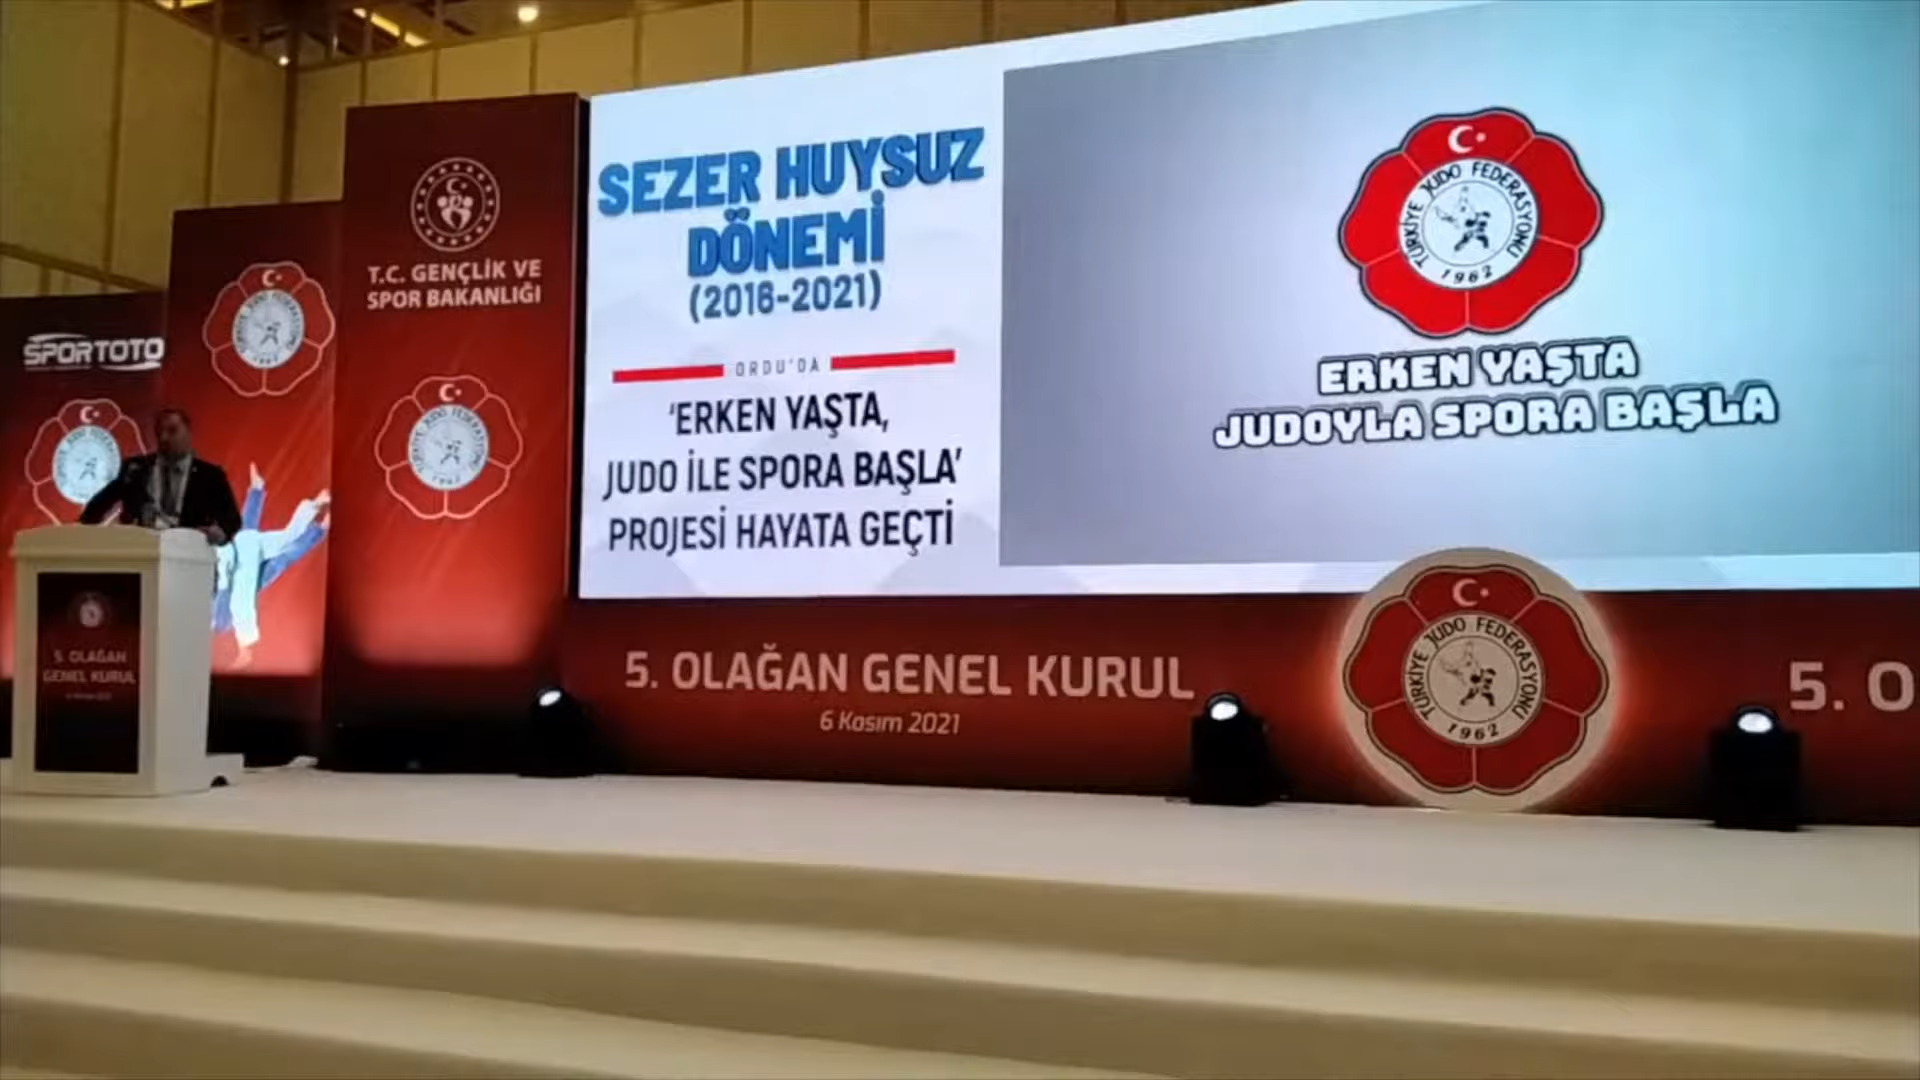 SPORTOTO
T.C. GENÇLİK VE
SPOR BAKANLIĞI
SEZER HUYSUZ
DÖNEMİ
(2016-2021)
ORDU'DA
'ERKEN YAŞTA,
JUDO İLE SPORA BAŞLA'
PROJESİ HAYATA GEÇTİ
TÜRKİYE JUDO FEDERASYONU
1962
ERKEN YAŞTA
JUDOYLA SPORA BAŞLA
5. OLAĞAN
GENEL KURUL
5. OLAĞAN GENEL KURUL
6 Kasım 2021
TÜRKİYE JUDO FEDERASYONU
1962
5. O